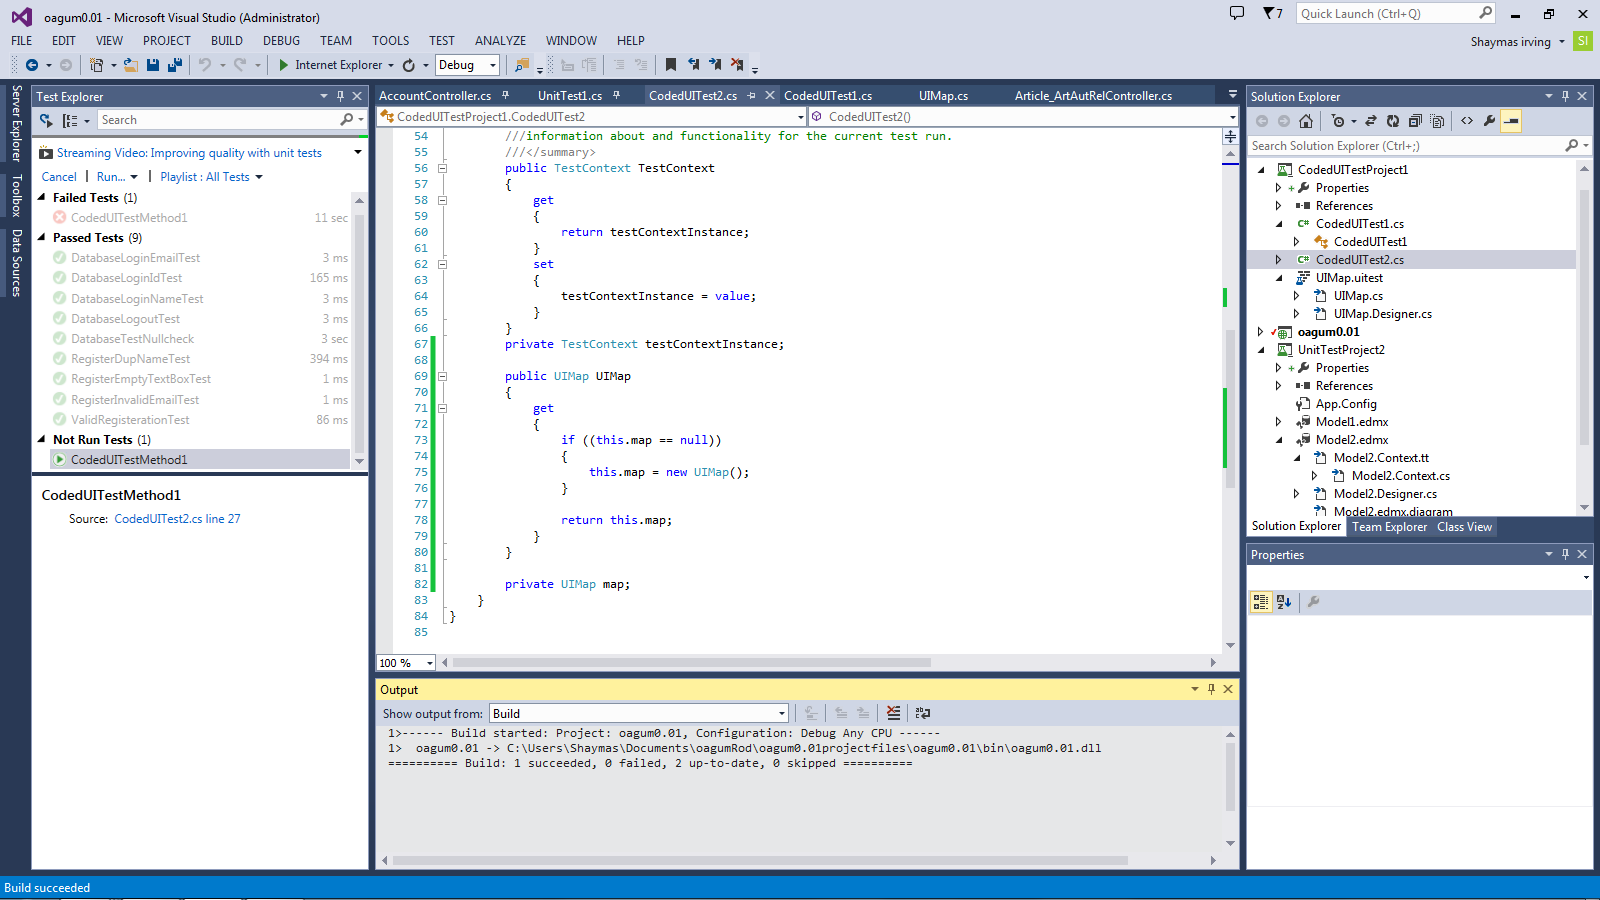 oagum0.01 - Microsoft Visual Studio (Administrator)
7
Quick Launch (Ctrl+Q)
FILE EDIT VIEW PROJECT BUILD DEBUG TEAM TOOLS TEST ANALYZE WINDOW HELP
Shaymas irving
SI
Internet Explorer
Debug
Server Explorer
Toolbox
Data Sources
Test Explorer
Search
Streaming Video: Improving quality with unit tests
Cancel | Run... | Playlist : All Tests
Failed Tests (1)
CodedUITestMethod1 11 sec
Passed Tests (9)
DatabaseLoginEmailTest 3 ms
DatabaseLoginIdTest 165 ms
DatabaseLoginNameTest 3 ms
DatabaseLogoutTest 3 ms
DatabaseTestNullcheck 3 sec
RegisterDupNameTest 394 ms
RegisterEmptyTextBoxTest 1 ms
RegisterInvalidEmailTest 1 ms
ValidRegisterationTest 86 ms
Not Run Tests (1)
CodedUITestMethod1
CodedUITestMethod1
Source: CodedUITest2.cs line 27
AccountController.cs UnitTest1.cs CodedUITest2.cs CodedUITest1.cs UIMap.cs Article_ArtAutRelController.cs
CodedUITestProject1.CodedUITest2 CodedUITest2()
54 ///information about and functionality for the current test run.
55 ///</summary>
56 public TestContext TestContext
57 {
58 get
59 {
60 return testContextInstance;
61 }
62 set
63 {
64 testContextInstance = value;
65 }
66 }
67 private TestContext testContextInstance;
68
69 public UIMap UIMap
70 {
71 get
72 {
73 if ((this.map == null))
74 {
75 this.map = new UIMap();
76 }
77
78 return this.map;
79 }
80 }
81
82 private UIMap map;
83 }
84 }
85
100 %
Output
Show output from: Build
1>------ Build started: Project: oagum0.01, Configuration: Debug Any CPU ------
1> oagum0.01 -> C:\Users\Shaymas\Documents\oagumRod\oagum0.01projectfiles\oagum0.01\bin\oagum0.01.dll
========== Build: 1 succeeded, 0 failed, 2 up-to-date, 0 skipped ==========
Solution Explorer
Search Solution Explorer (Ctrl+;)
CodedUITestProject1
Properties
References
C# CodedUITest1.cs
CodedUITest1
C# CodedUITest2.cs
UIMap.uitest
UIMap.cs
UIMap.Designer.cs
oagum0.01
UnitTestProject2
Properties
References
App.Config
Model1.edmx
Model2.edmx
Model2.Context.tt
Model2.Context.cs
Model2.Designer.cs
Model2.edmx.diagram
Solution Explorer Team Explorer Class View
Properties
Build succeeded